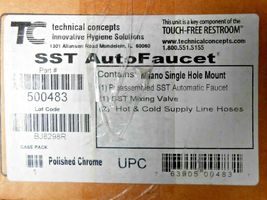 TC technical concepts
Innovative Hygiene Solutions
1301 Allanson Road Mundelein, IL 60060
This unit is a key component of the
TOUCH-FREE RESTROOM™
www.technicalconcepts.com
1.800.551.5155
SST AutoFaucet®
Part #
500483
Lot Code
BJ8298R
CASE PACK
Polished Chrome
Contains Milano Single Hole Mount
(1) Preassembled SST Automatic Faucet
(1) SST Mixing Valve
(2) Hot & Cold Supply Line Hoses
UPC
63905 00483